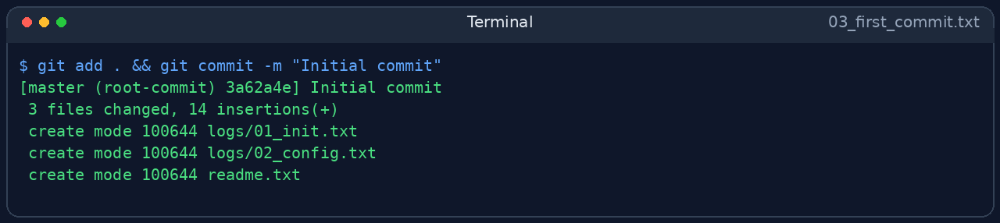 Terminal
03_first_commit.txt
$ git add . && git commit -m "Initial commit"
[master (root-commit) 3a62a4e] Initial commit
 3 files changed, 14 insertions(+)
 create mode 100644 logs/01_init.txt
 create mode 100644 logs/02_config.txt
 create mode 100644 readme.txt